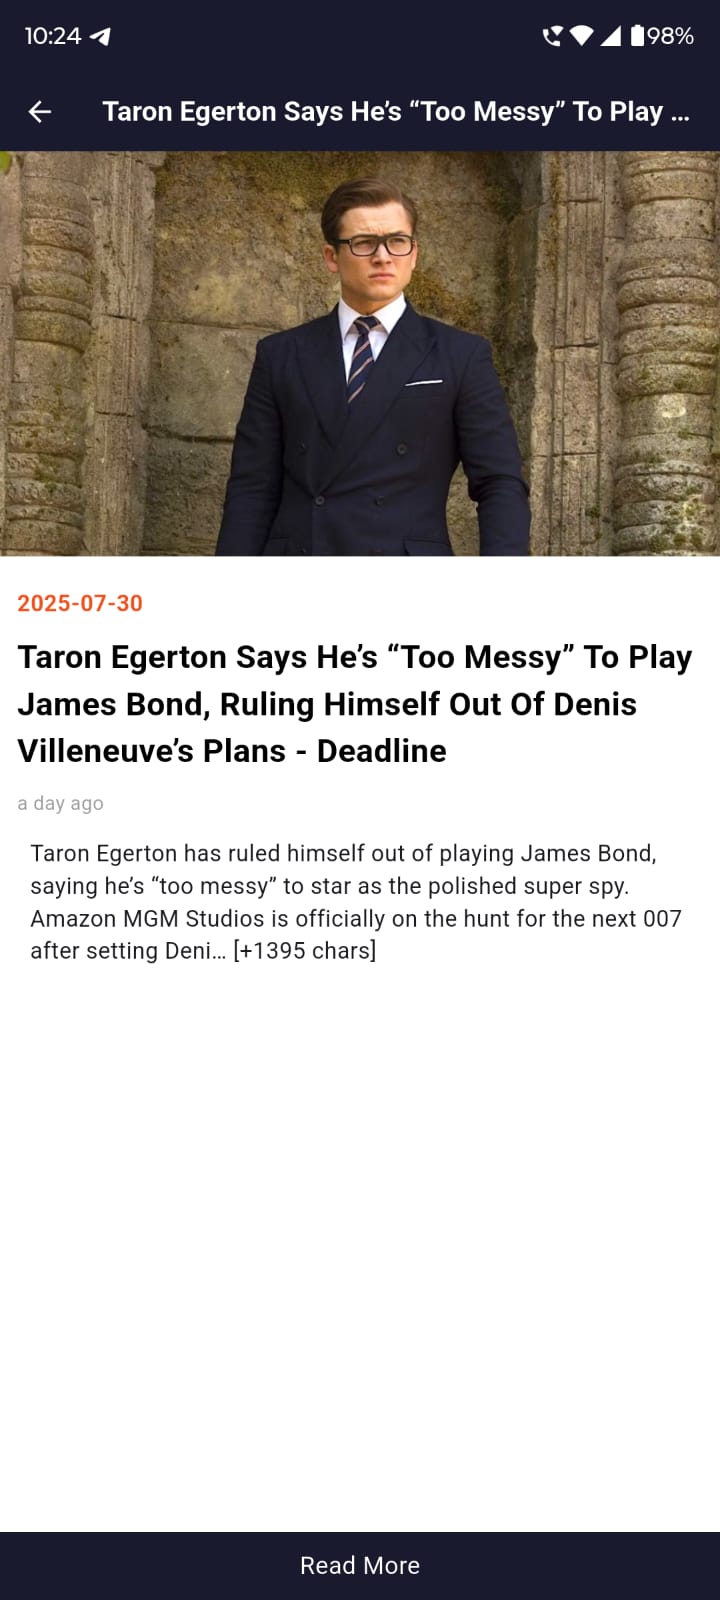 10:24
98%
Taron Egerton Says He’s “Too Messy” To Play ...
2025-07-30
Taron Egerton Says He’s “Too Messy” To Play
James Bond, Ruling Himself Out Of Denis
Villeneuve’s Plans - Deadline
a day ago
Taron Egerton has ruled himself out of playing James Bond,
saying he’s “too messy” to star as the polished super spy.
Amazon MGM Studios is officially on the hunt for the next 007
after setting Deni… [+1395 chars]
Read More